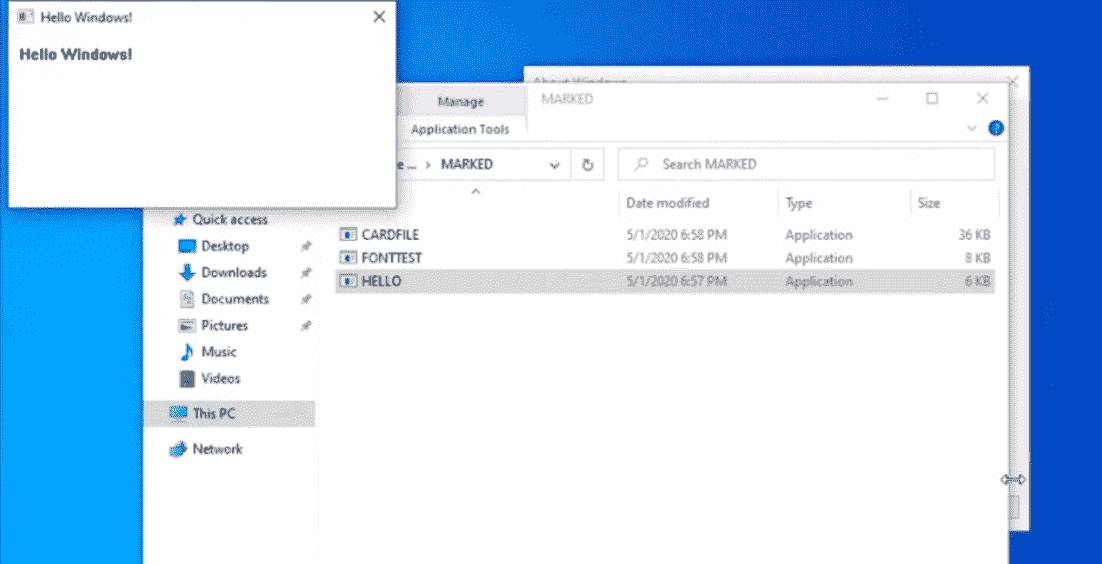 Hello Windows!
Hello Windows!
About Windows
Manage
MARKED
Application Tools
e ... › MARKED
Search MARKED
Date modified Type Size
Quick access
CARDFILE 5/1/2020 6:58 PM Application 36 KB
Desktop
FONTTEST 5/1/2020 6:58 PM Application 8 KB
Downloads
HELLO 5/1/2020 6:57 PM Application 6 KB
Documents
Pictures
Music
Videos
This PC
Network